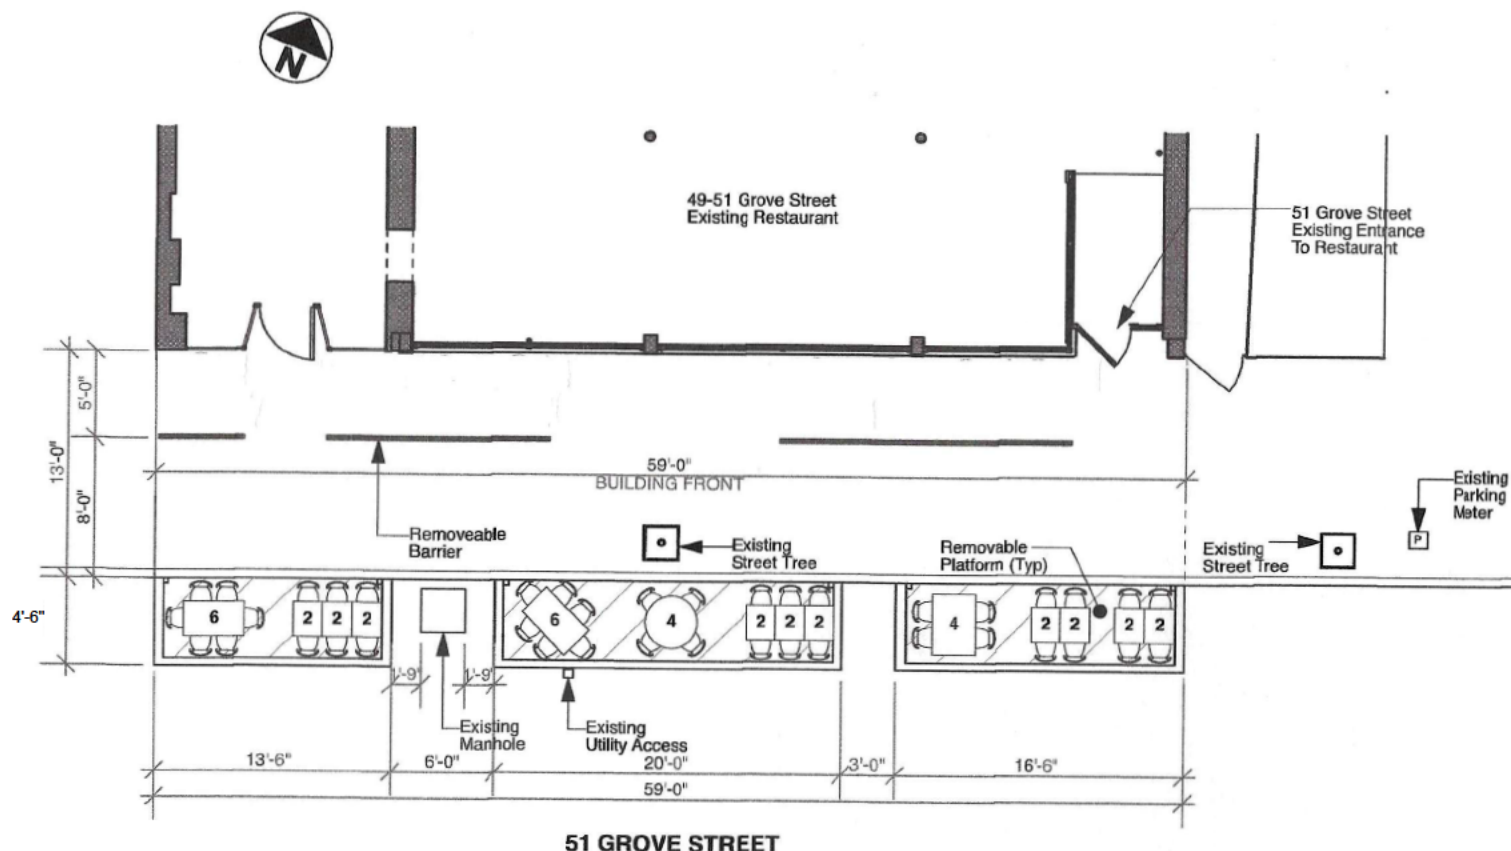 N
49-51 Grove Street
Existing Restaurant
51 Grove Street
Existing Entrance
To Restaurant
5'-0"
13'-0"
8'-0"
59'-0"
BUILDING FRONT
Existing
Parking
Meter
P
Removeable
Barrier
Existing
Street Tree
Removable
Platform (Typ)
Existing
Street Tree
4'-6"
6 2 2 2
6 4 2 2 2
4 2 2 2 2
1'-9" 1'-9"
Existing
Manhole
Existing
Utility Access
13'-6" 6'-0" 20'-0" 3'-0" 16'-6"
59'-0"
51 GROVE STREET